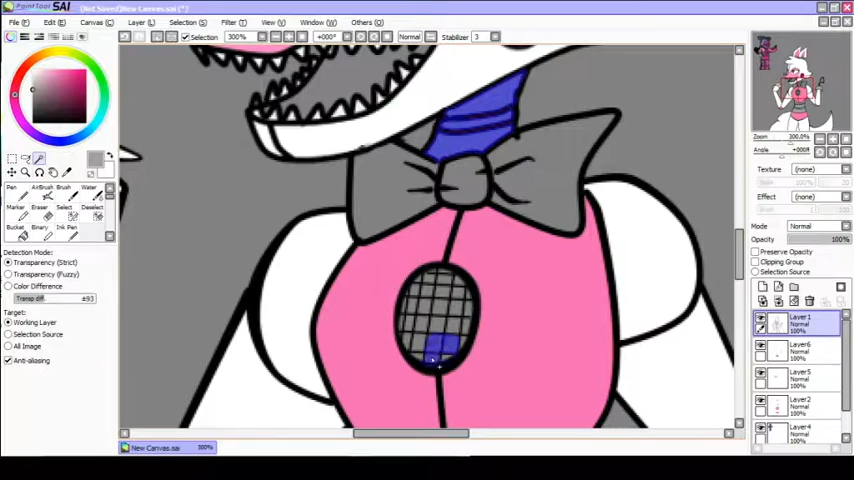 PaintTool SAI (Not Saved)New Canvas.sai (*)
File (F) Edit (E) Canvas (C) Layer (L) Selection (S) Filter (T) View (V) Window (W) Others (O)
Selection 300% +000° Normal Stabilizer 3
Zoom 300.0%
Angle +000R
Texture (none)
Effect (none)
Pen AirBrush Brush Water
Marker Eraser Select Deselect
Bucket Binary Ink Pen
Detection Mode:
Transparency (Strict)
Transparency (Fuzzy)
Color Difference
Transp diff. ±93
Target:
Working Layer
Selection Source
All Image
Anti-aliasing
Mode Normal
Opacity 100%
Preserve Opacity
Clipping Group
Selection Source
Layer1
Normal
100%
Layer6
Normal
100%
Layer5
Normal
100%
Layer2
Normal
100%
Layer4
Normal
100%
New Canvas.sai 300%